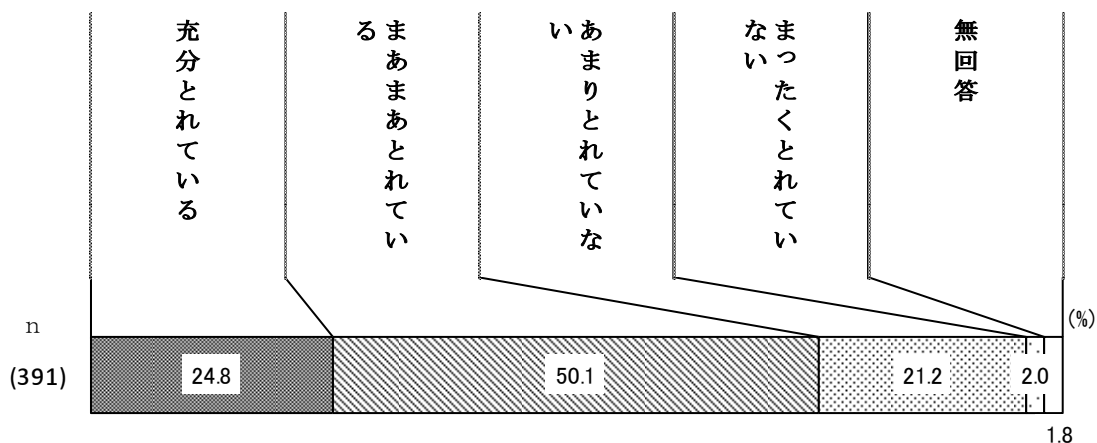 充分とれている
まあまあとれてい
る
あまりとれていな
い
まったくとれてい
ない
無回答
n
(%)
(391)
24.8
50.1
21.2
2.0
1.8